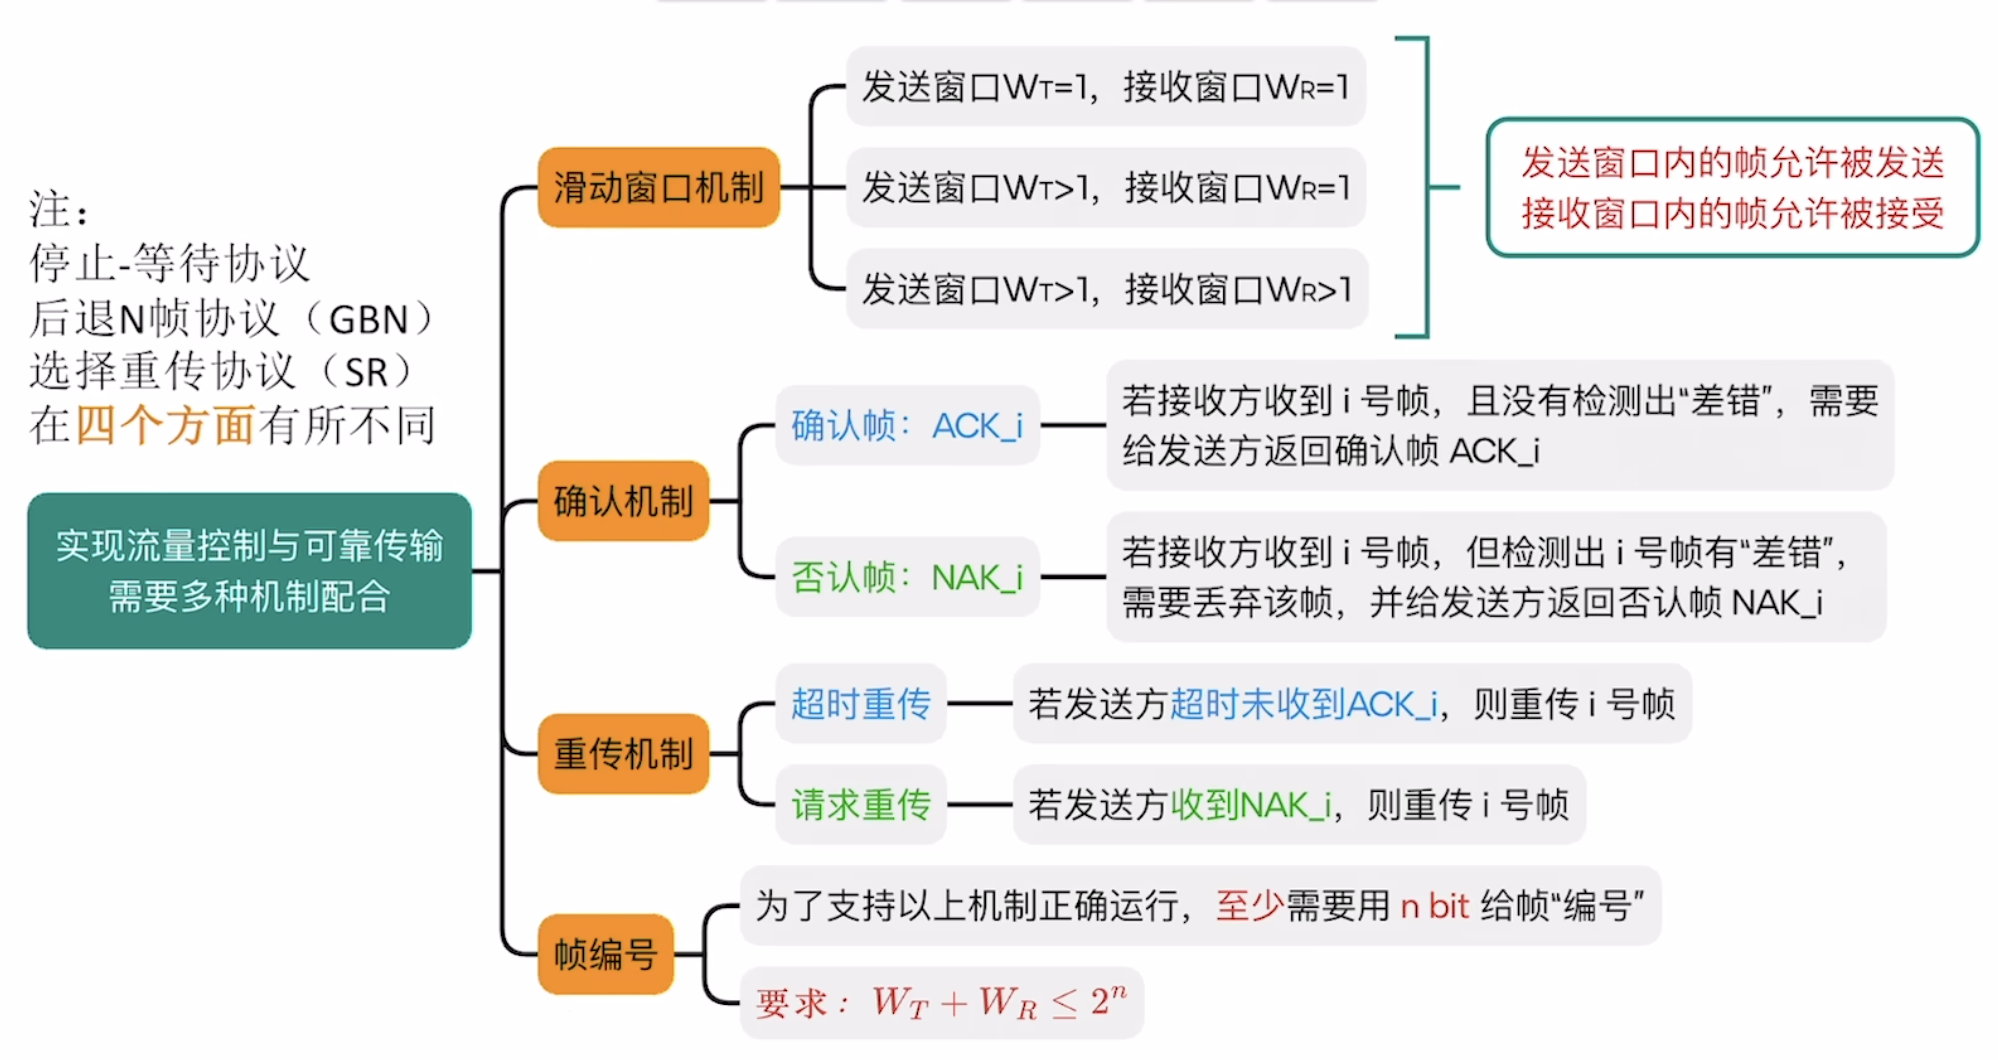 注：
停止-等待协议
后退N帧协议（GBN）
选择重传协议（SR）
在四个方面有所不同
实现流量控制与可靠传输
需要多种机制配合
滑动窗口机制
发送窗口WT=1，接收窗口WR=1
发送窗口WT>1，接收窗口WR=1
发送窗口WT>1，接收窗口WR>1
发送窗口内的帧允许被发送
接收窗口内的帧允许被接受
确认机制
确认帧：ACK_i
若接收方收到 i 号帧，且没有检测出“差错”，需要
给发送方返回确认帧 ACK_i
否认帧：NAK_i
若接收方收到 i 号帧，但检测出 i 号帧有“差错”，
需要丢弃该帧，并给发送方返回否认帧 NAK_i
重传机制
超时重传
若发送方超时未收到ACK_i，则重传 i 号帧
请求重传
若发送方收到NAK_i，则重传 i 号帧
帧编号
为了支持以上机制正确运行，至少需要用 n bit 给帧“编号”
要求：W_T + W_R ≤ 2^n